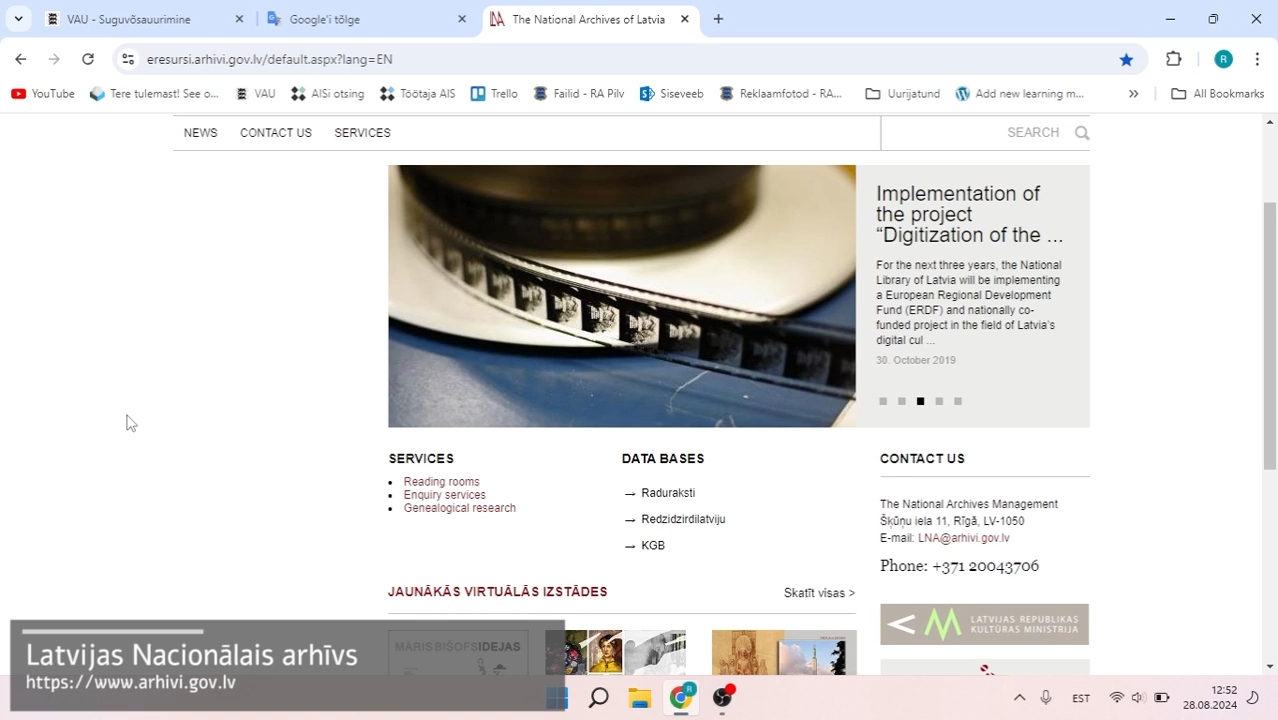 VAU - Suguvõsauurimine
Google'i tõlge
The National Archives of Latvia
eresursi.arhivi.gov.lv/default.aspx?lang=EN
R
YouTube
Tere tulemast! See o...
VAU
AISi otsing
Töötaja AIS
Trello
Failid - RA Pilv
Siseveeb
Reklaamfotod - RA...
Uurijatund
Add new learning m...
»
All Bookmarks
NEWS
CONTACT US
SERVICES
SEARCH
Implementation of
the project
“Digitization of the ...
For the next three years, the National
Library of Latvia will be implementing
a European Regional Development
Fund (ERDF) and nationally co-
funded project in the field of Latvia's
digital cul ...
30. October 2019
SERVICES
Reading rooms
Enquiry services
Genealogical research
DATA BASES
→ Raduraksti
→ Redzidzirdilatviju
→ KGB
CONTACT US
The National Archives Management
Šķūņu iela 11, Rīgā, LV-1050
E-mail: LNA@arhivi.gov.lv
Phone: +371 20043706
JAUNĀKĀS VIRTUĀLĀS IZSTĀDES
Skatīt visas >
MĀRIS BIŠOFS IDEJAS
LATVIJAS REPUBLIKAS
KULTŪRAS MINISTRIJA
Latvijas Nacionālais arhīvs
https://www.arhivi.gov.lv
EST
12:52
28.08.2024